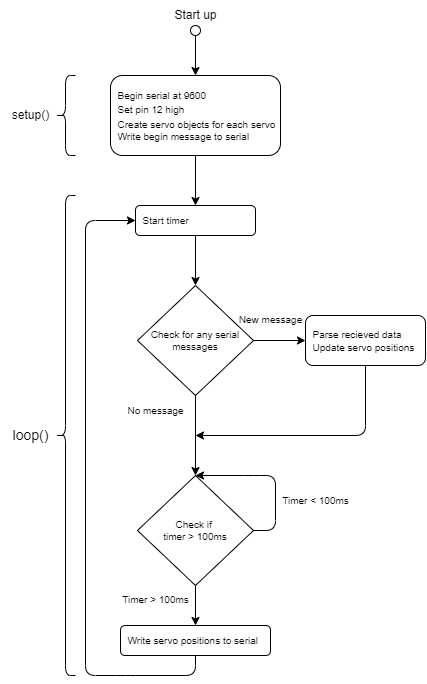 Start up
setup()
Begin serial at 9600
Set pin 12 high
Create servo objects for each servo
Write begin message to serial
Start timer
New message
Check for any serial
messages
Parse recieved data
Update servo positions
No message
loop()
Timer < 100ms
Check if
timer > 100ms
Timer > 100ms
Write servo positions to serial